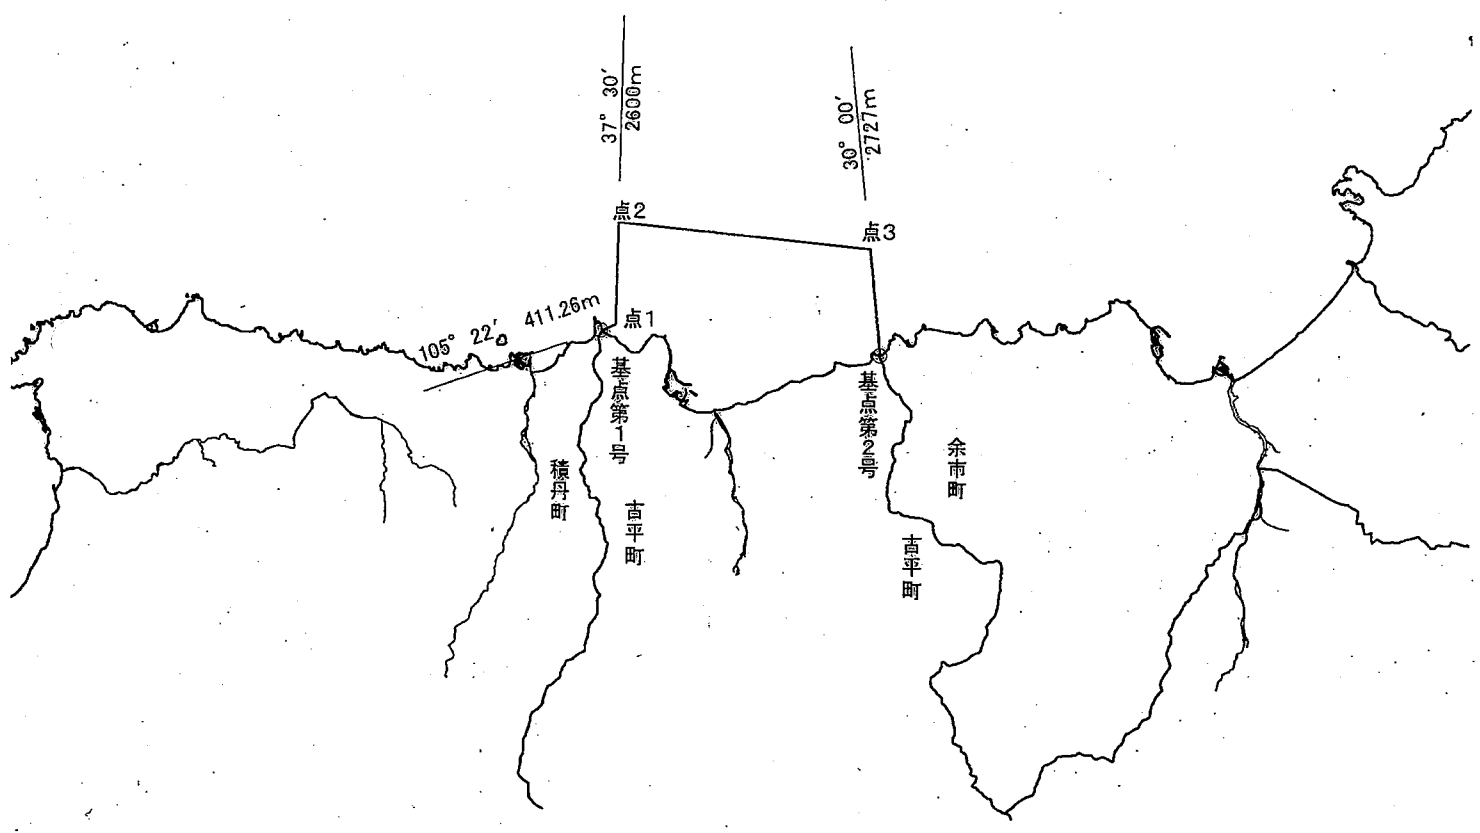 37° 30′
2600m
30° 00′
2727m
点2
点3
105° 22′ 411.26m
点1
基点第1号
基点第2号
余市町
積丹町
古平町
古平町